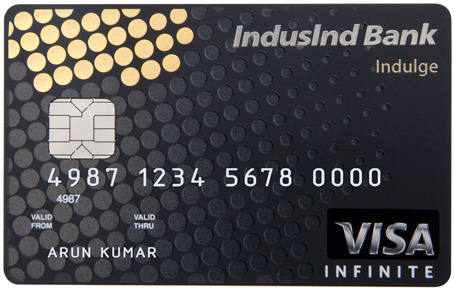 IndusInd Bank
Indulge
4987 1234 5678 0000
4987
VALID FROM
VALID THRU
ARUN KUMAR
VISA
INFINITE